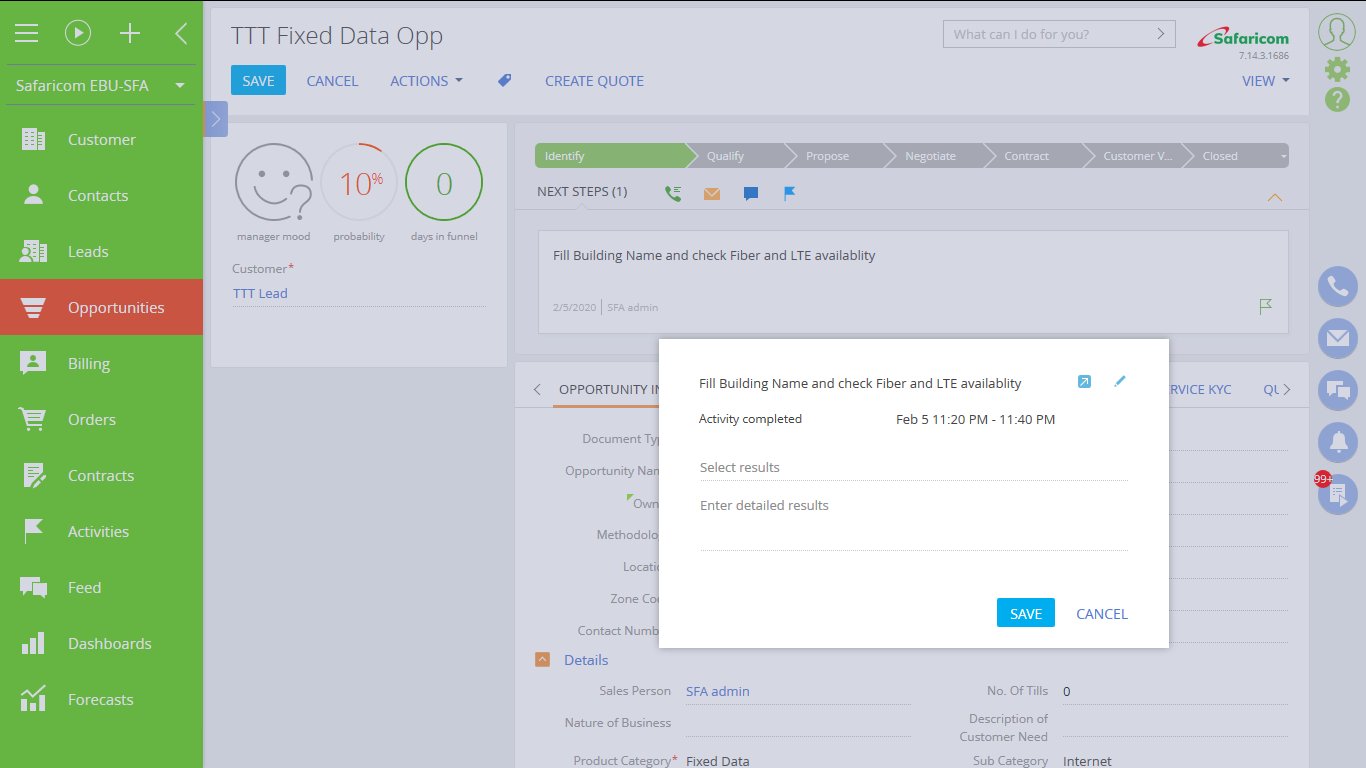 TTT Fixed Data Opp
What can I do for you?
Safaricom
7.14.3.1686
SAVE CANCEL ACTIONS CREATE QUOTE VIEW
Safaricom EBU-SFA
Customer
Contacts
Leads
Opportunities
Billing
Orders
Contracts
Activities
Feed
Dashboards
Forecasts
10%
0
manager mood probability days in funnel
Customer*
TTT Lead
Identify Qualify Propose Negotiate Contract Customer V... Closed
NEXT STEPS (1)
Fill Building Name and check Fiber and LTE availablity
2/5/2020 SFA admin
OPPORTUNITY IN
ERVICE KYC QU
Document Typ
Opportunity Nam
Own
Methodolog
Locatio
Zone Co
Contact Numb
Fill Building Name and check Fiber and LTE availablity
Activity completed Feb 5 11:20 PM - 11:40 PM
Select results
Enter detailed results
SAVE CANCEL
Details
Sales Person SFA admin No. Of Tills 0
Nature of Business
Description of
Customer Need
Product Category* Fixed Data Sub Category Internet
99+